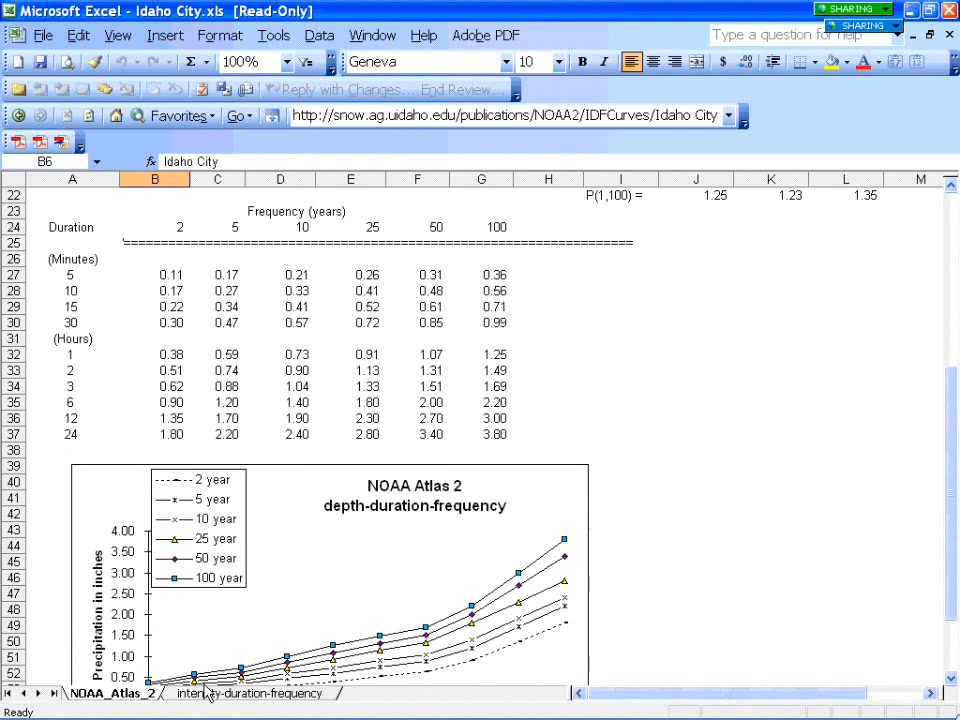 Microsoft Excel - Idaho City.xls [Read-Only]
SHARING
SHARING
File Edit View Insert Format Tools Data Window Help Adobe PDF
Type a question for help
100% Geneva 10 B I $
Reply with Changes... End Review...
Favorites Go http://snow.ag.uidaho.edu/publications/NOAA2/IDFCurves/Idaho City
B6 fx Idaho City
A B C D E F G H I J K L M
22 P(1,100) = 1.25 1.23 1.35
23 Frequency (years)
24 Duration 2 5 10 25 50 100
25 '=======================================================================
26 (Minutes)
27 5 0.11 0.17 0.21 0.26 0.31 0.36
28 10 0.17 0.27 0.33 0.41 0.48 0.56
29 15 0.22 0.34 0.41 0.52 0.61 0.71
30 30 0.30 0.47 0.57 0.72 0.85 0.99
31 (Hours)
32 1 0.38 0.59 0.73 0.91 1.07 1.25
33 2 0.51 0.74 0.90 1.13 1.31 1.49
34 3 0.62 0.88 1.04 1.33 1.51 1.69
35 6 0.90 1.20 1.40 1.80 2.00 2.20
36 12 1.35 1.70 1.90 2.30 2.70 3.00
37 24 1.80 2.20 2.40 2.80 3.40 3.80
38
39
40 2 year NOAA Atlas 2
41 5 year depth-duration-frequency
42 10 year
43 4.00 25 year
44 3.50 50 year
45
46 3.00 100 year
47 2.50
48 2.00
49 1.50
50
51 1.00
52 0.50
Precipitation in inches
NOAA_Atlas_2 intensity-duration-frequency
Ready